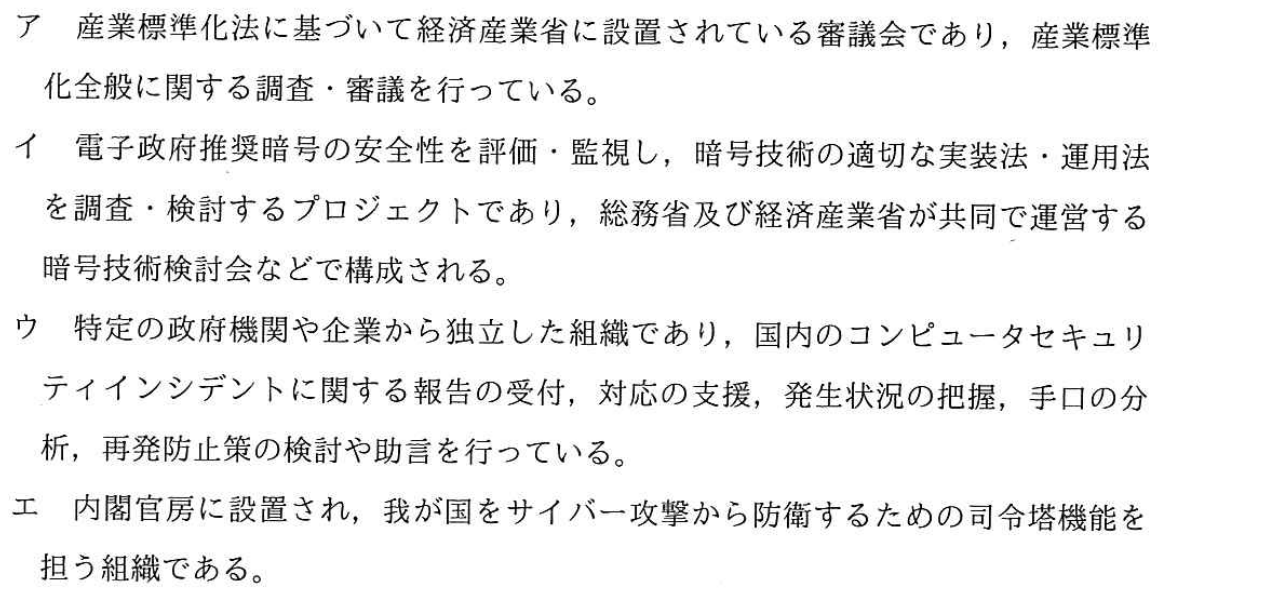 ア　産業標準化法に基づいて経済産業省に設置されている審議会であり，産業標準
化全般に関する調査・審議を行っている。
イ　電子政府推奨暗号の安全性を評価・監視し，暗号技術の適切な実装法・運用法
を調査・検討するプロジェクトであり，総務省及び経済産業省が共同で運営する
暗号技術検討会などで構成される。
ウ　特定の政府機関や企業から独立した組織であり，国内のコンピュータセキュリ
ティインシデントに関する報告の受付，対応の支援，発生状況の把握，手口の分
析，再発防止策の検討や助言を行っている。
エ　内閣官房に設置され，我が国をサイバー攻撃から防衛するための司令塔機能を
担う組織である。